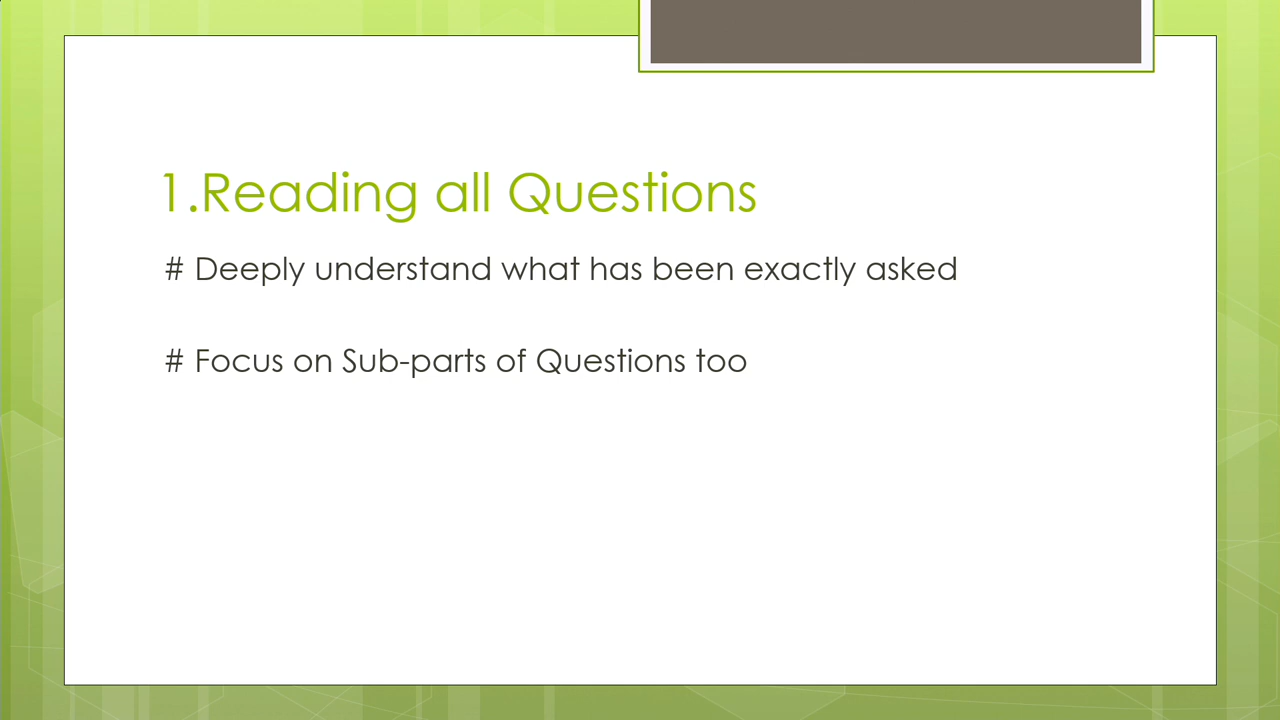 1.Reading all Questions
# Deeply understand what has been exactly asked
# Focus on Sub-parts of Questions too